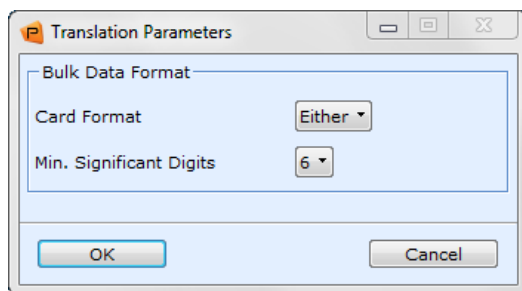 Translation Parameters
Bulk Data Format
Card Format Either
Min. Significant Digits 6
OK Cancel